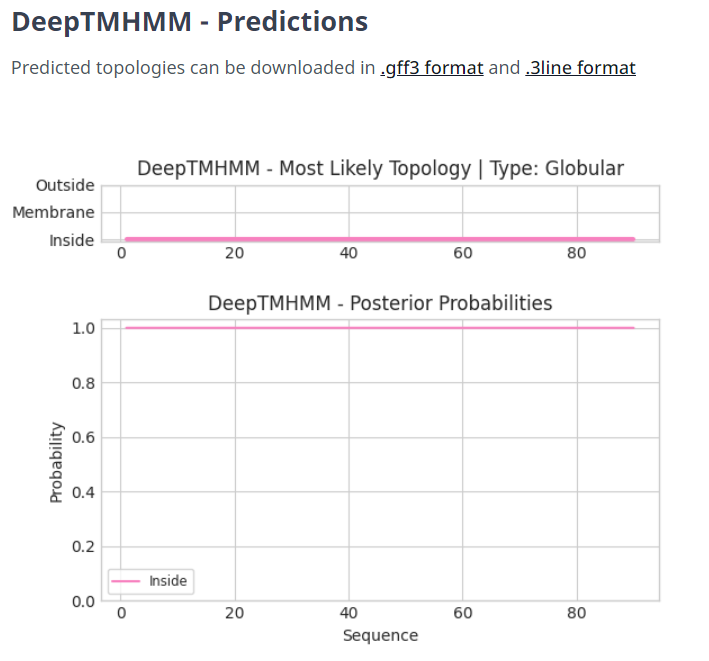 DeepTMHMM - Predictions
Predicted topologies can be downloaded in .gff3 format and .3line format
DeepTMHMM - Most Likely Topology | Type: Globular
Outside
Membrane
Inside
0 20 40 60 80
DeepTMHMM - Posterior Probabilities
1.0
0.8
0.6
0.4
0.2
0.0
Probability
Inside
0 20 40 60 80
Sequence